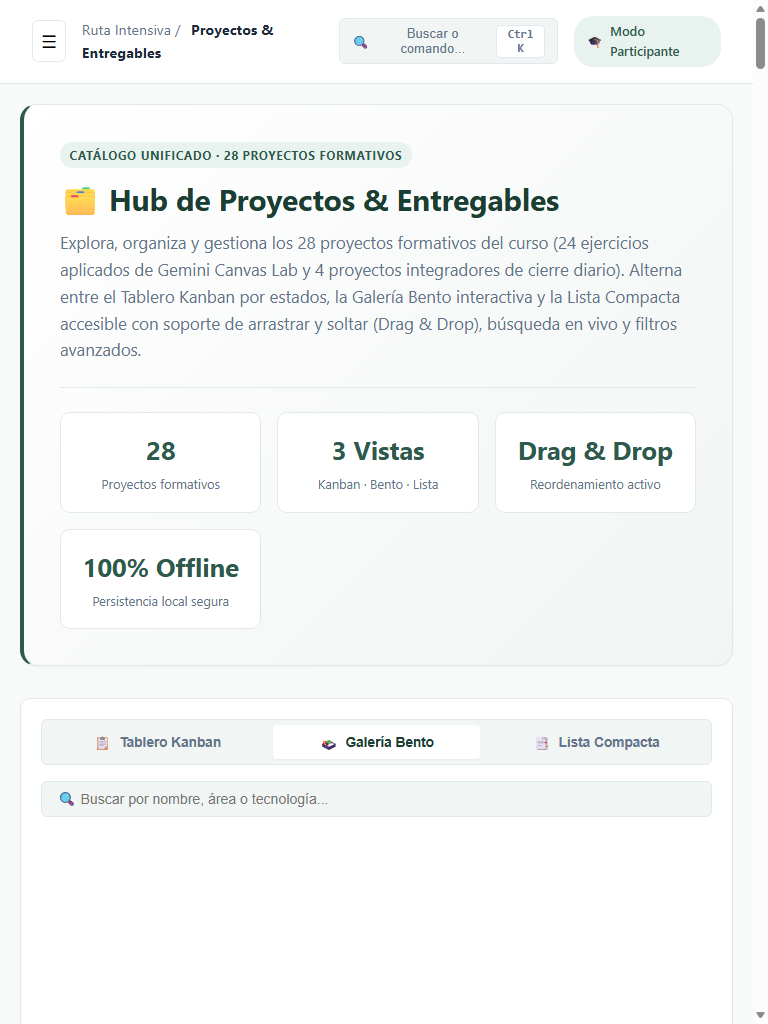 ☰
Ruta Intensiva / Proyectos &
Entregables
Buscar o
comando...
Ctrl
K
Modo
Participante
CATÁLOGO UNIFICADO · 28 PROYECTOS FORMATIVOS
Hub de Proyectos & Entregables
Explora, organiza y gestiona los 28 proyectos formativos del curso (24 ejercicios
aplicados de Gemini Canvas Lab y 4 proyectos integradores de cierre diario). Alterna
entre el Tablero Kanban por estados, la Galería Bento interactiva y la Lista Compacta
accesible con soporte de arrastrar y soltar (Drag & Drop), búsqueda en vivo y filtros
avanzados.
28
Proyectos formativos
3 Vistas
Kanban · Bento · Lista
Drag & Drop
Reordenamiento activo
100% Offline
Persistencia local segura
Tablero Kanban
Galería Bento
Lista Compacta
Buscar por nombre, área o tecnología...